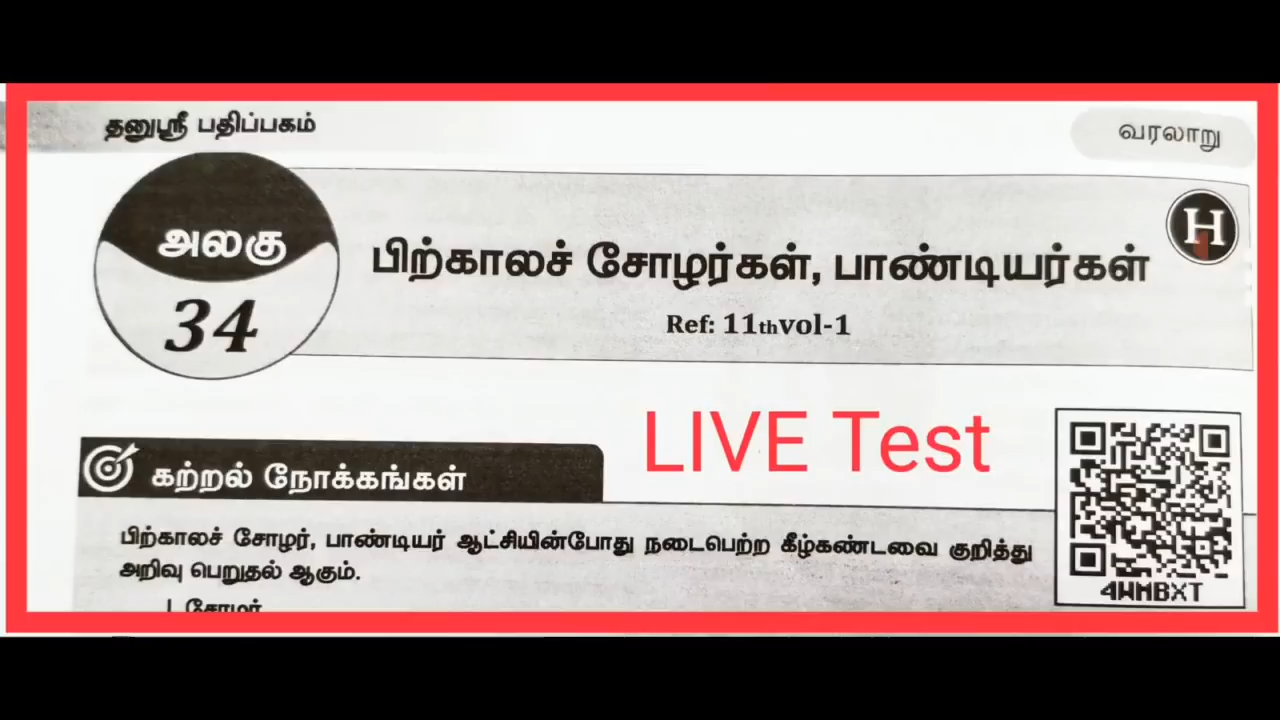 தனுஸ்ரீ பதிப்பகம்
வரலாறு
அலகு
34
பிற்காலச் சோழர்கள், பாண்டியர்கள்
H
Ref: 11thvol-1
LIVE Test
கற்றல் நோக்கங்கள்
பிற்காலச் சோழர், பாண்டியர் ஆட்சியின்போது நடைபெற்ற கீழ்கண்டவை குறித்து
அறிவு பெறுதல் ஆகும்.
சோழர்
4WMBXT